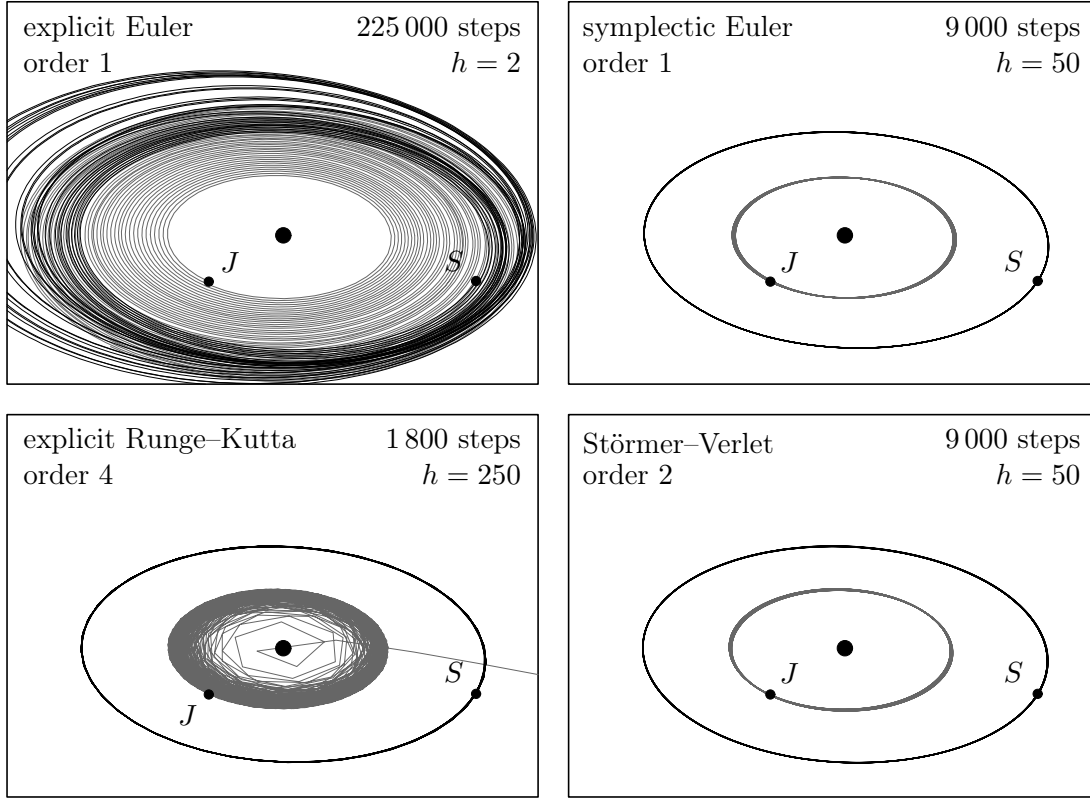 explicit Euler 225 000 steps
order 1 h = 2
J S
symplectic Euler 9 000 steps
order 1 h = 50
J S
explicit Runge–Kutta 1 800 steps
order 4 h = 250
S
J
Störmer–Verlet 9 000 steps
order 2 h = 50
J S